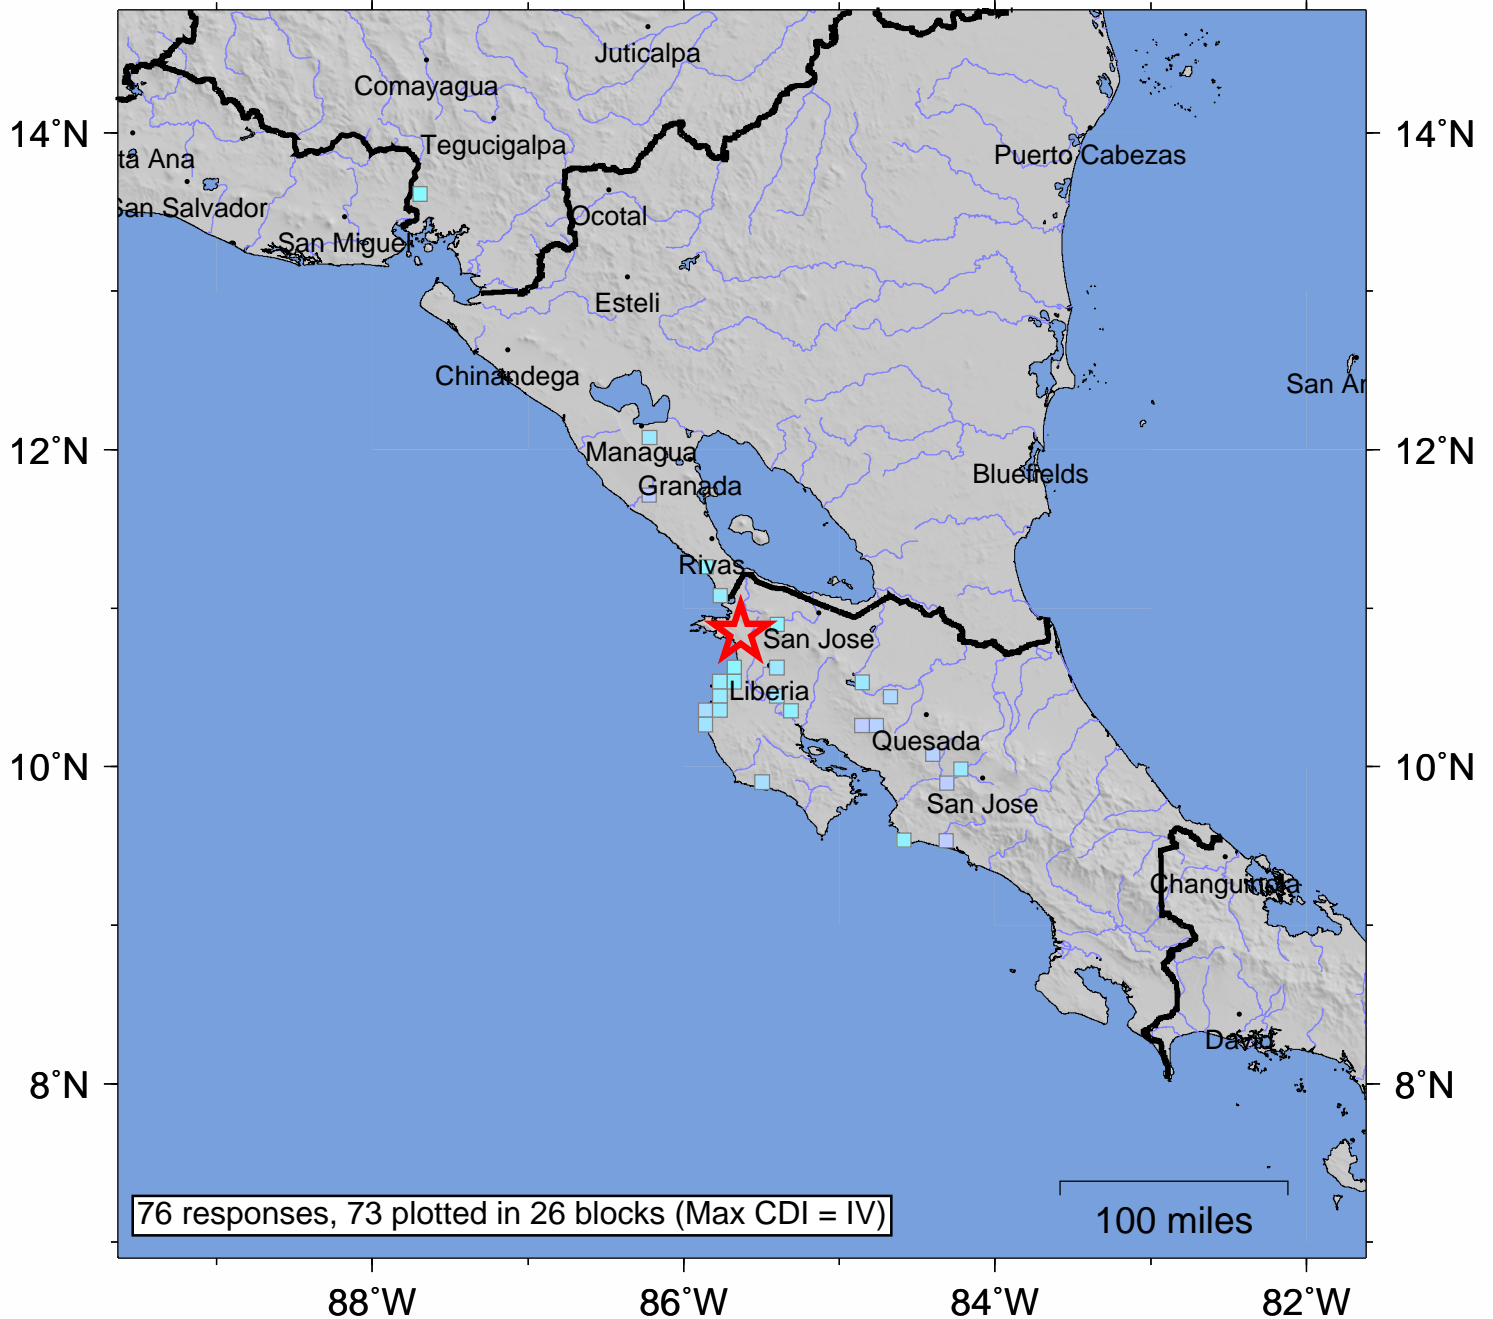 Juticalpa
Comayagua
14°N
14°N
Tegucigalpa
ta Ana
Puerto Cabezas
San Salvador
Ocotal
San Miguel
Esteli
Chinandega
San Ar
12°N
Managua
12°N
Bluefields
Granada
Rivas
San Jose
Liberia
Quesada
10°N
10°N
San Jose
Changuinola
David
8°N
8°N
76 responses, 73 plotted in 26 blocks (Max CDI = IV)
100 miles
88°W
86°W
84°W
82°W